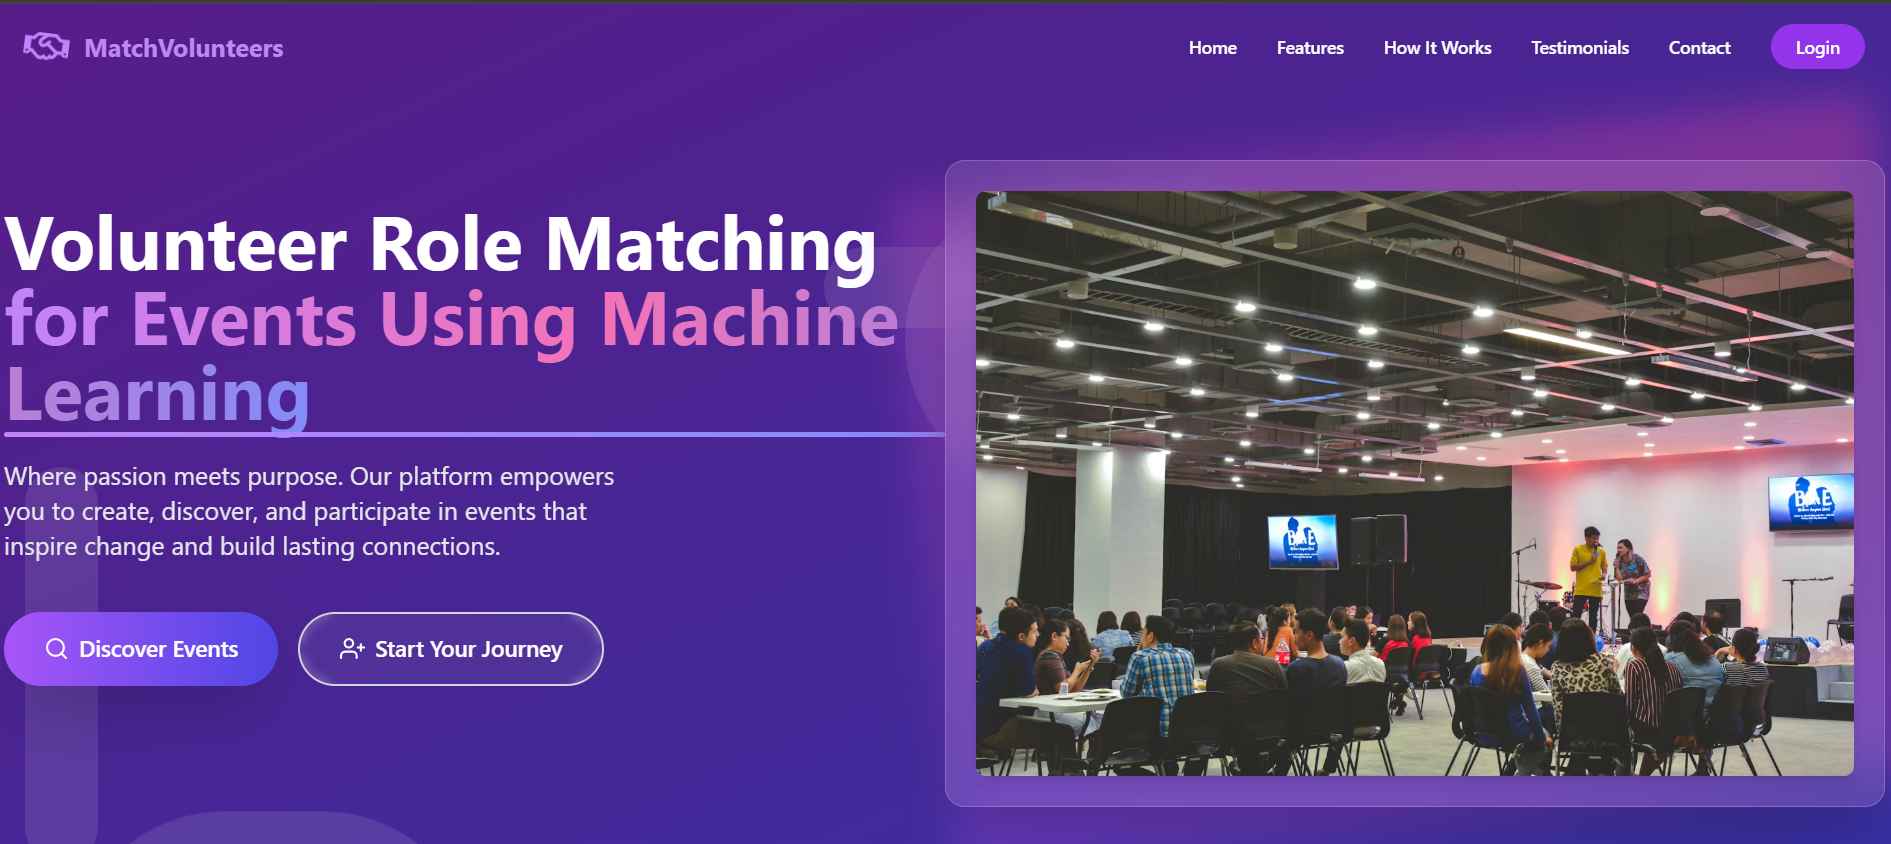 MatchVolunteers
Home Features How It Works Testimonials Contact Login
Volunteer Role Matching
for Events Using Machine
Learning
Where passion meets purpose. Our platform empowers
you to create, discover, and participate in events that
inspire change and build lasting connections.
Discover Events Start Your Journey